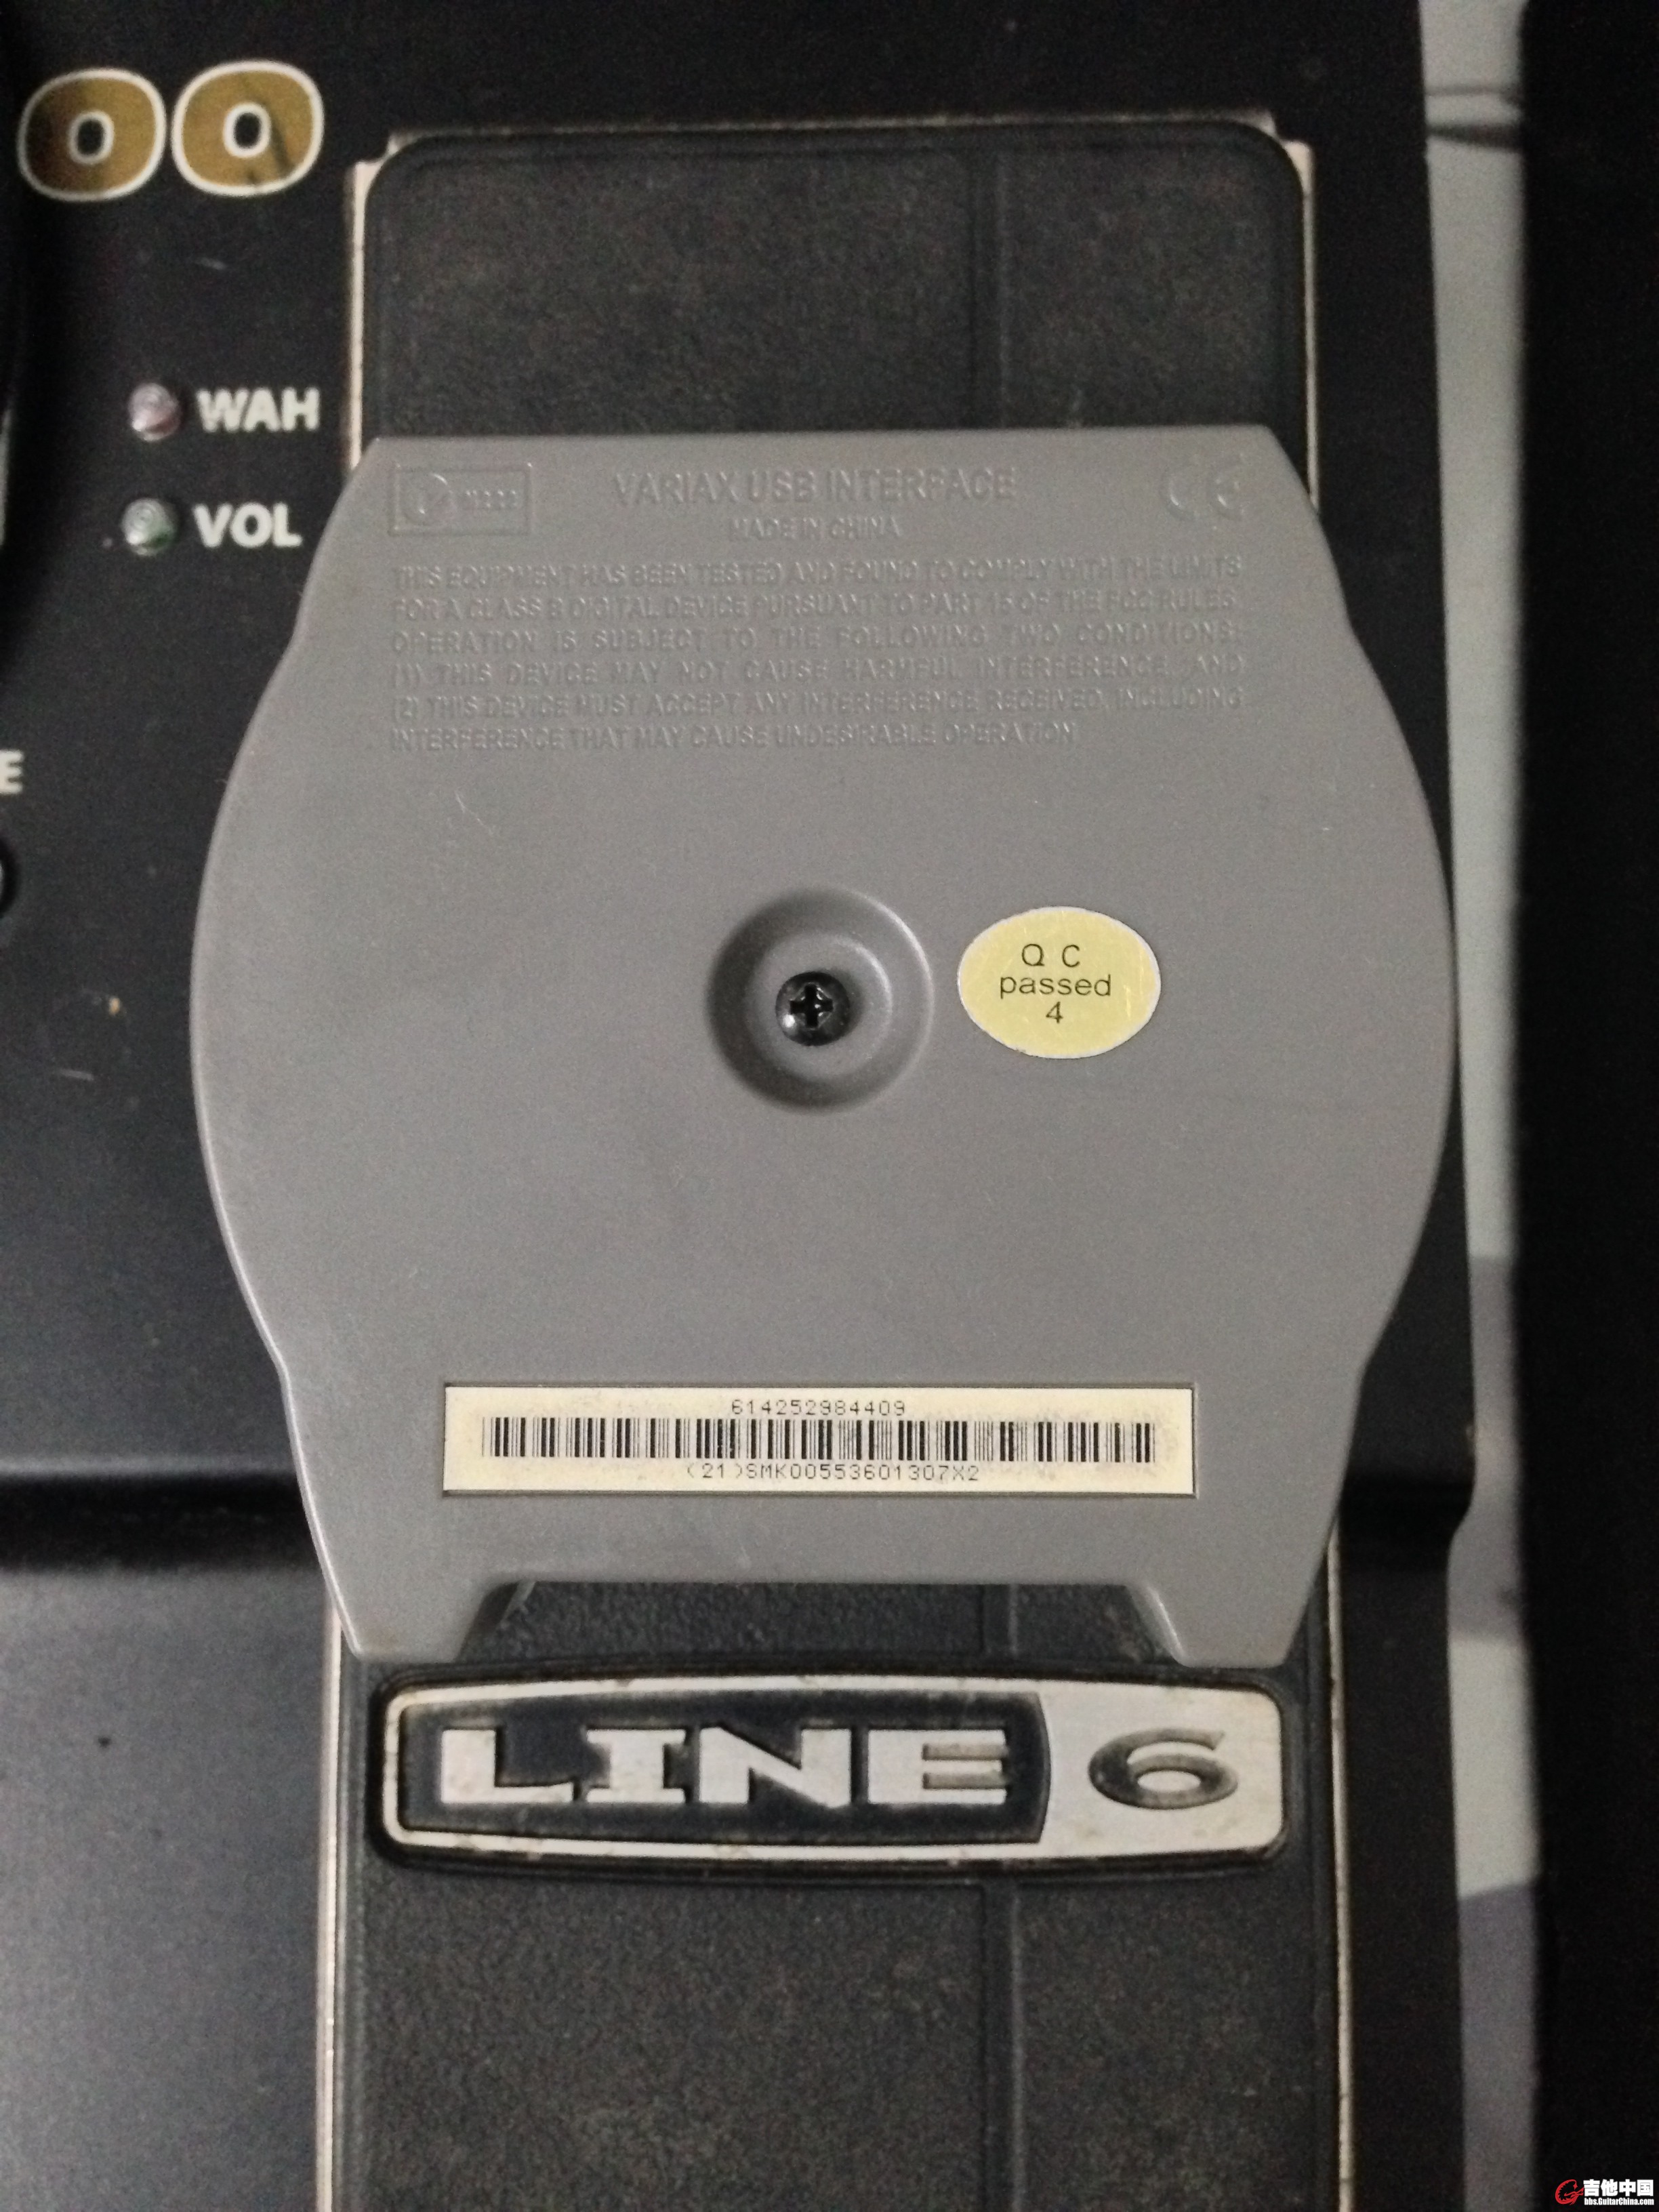 00
WAH
VOL
E
VARIAX USB INTERFACE
MADE IN CHINA
CE
THIS EQUIPMENT HAS BEEN TESTED AND FOUND TO COMPLY WITH THE LIMITS
FOR A CLASS B DIGITAL DEVICE PURSUANT TO PART 15 OF THE FCC RULES.
OPERATION IS SUBJECT TO THE FOLLOWING TWO CONDITIONS:
(1) THIS DEVICE MAY NOT CAUSE HARMFUL INTERFERENCE, AND
(2) THIS DEVICE MUST ACCEPT ANY INTERFERENCE RECEIVED, INCLUDING
INTERFERENCE THAT MAY CAUSE UNDESIRABLE OPERATION
Q C
passed
4
614252984409
(21)SMK00553601307X2
LINE 6
吉他中国
bbs.GuitarChina.com